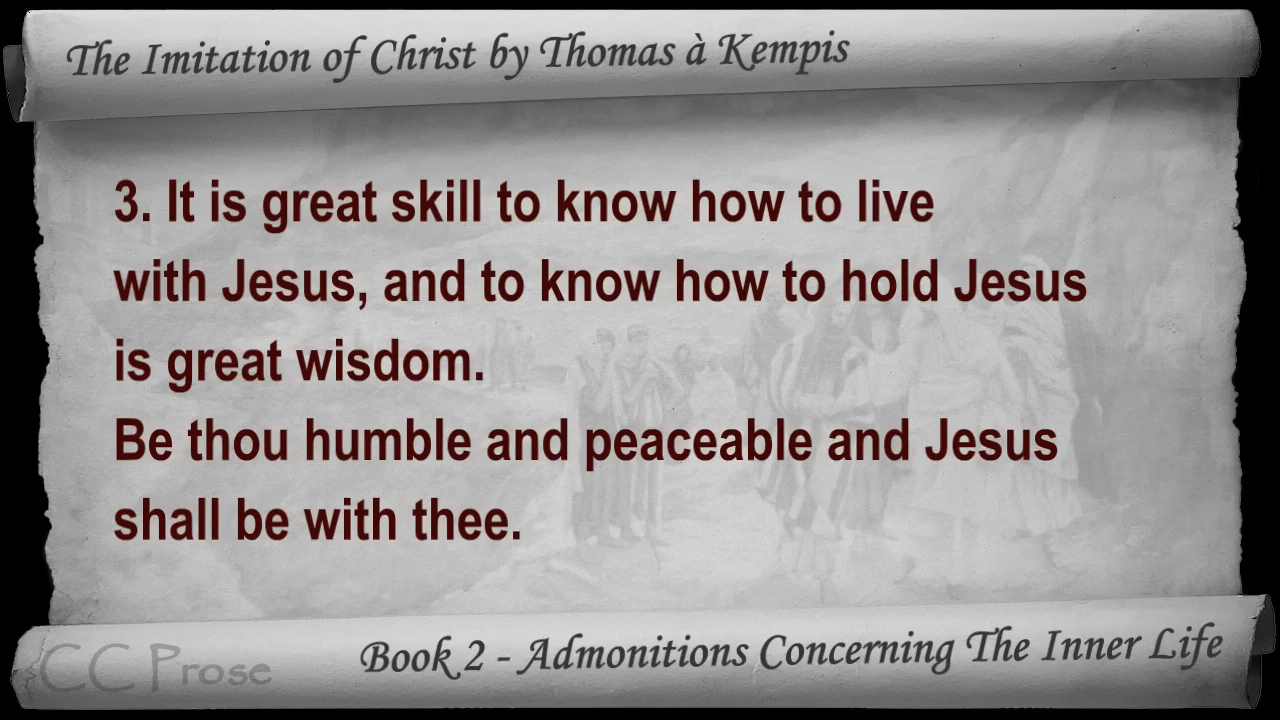 The Imitation of Christ by Thomas à Kempis
3. It is great skill to know how to live
with Jesus, and to know how to hold Jesus
is great wisdom.
Be thou humble and peaceable and Jesus
shall be with thee.
CC Prose
Book 2 - Admonitions Concerning The Inner Life